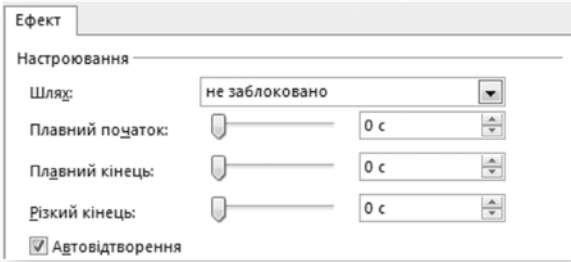 Ефект
Настроювання
Шлях: не заблоковано
Плавний початок: 0 с
Плавний кінець: 0 с
Різкий кінець: 0 с
Автовідтворення